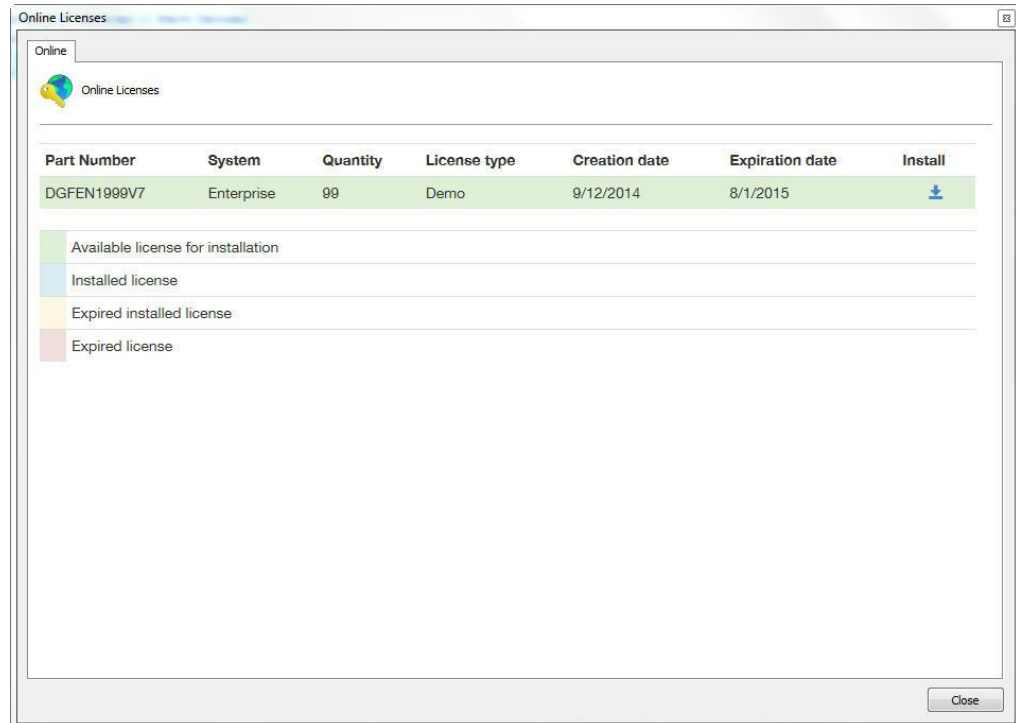 Online Licenses
Online
Online Licenses
Part Number System Quantity License type Creation date Expiration date Install
DGFEN1999V7 Enterprise 99 Demo 9/12/2014 8/1/2015
Available license for installation
Installed license
Expired installed license
Expired license
Close